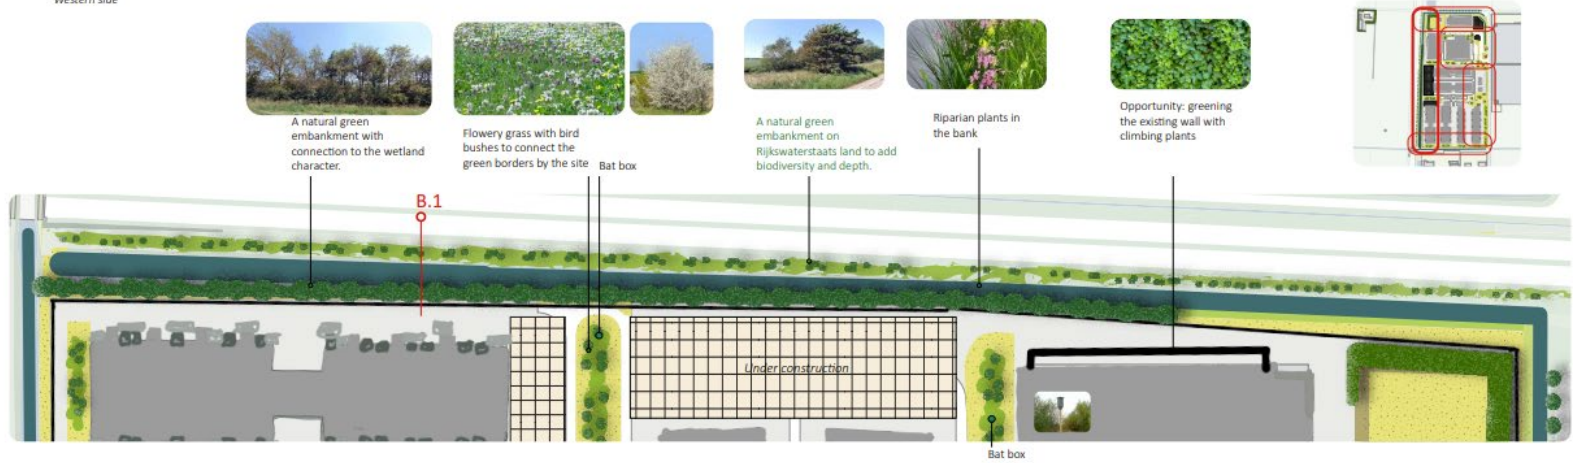 Western side
A natural green
embankment with
connection to the wetland
character.
Flowery grass with bird
bushes to connect the
green borders by the site
Bat box
A natural green
embankment on
Rijkswaterstaats land to add
biodiversity and depth.
Riparian plants in
the bank
Opportunity: greening
the existing wall with
climbing plants
B.1
Under construction
Bat box